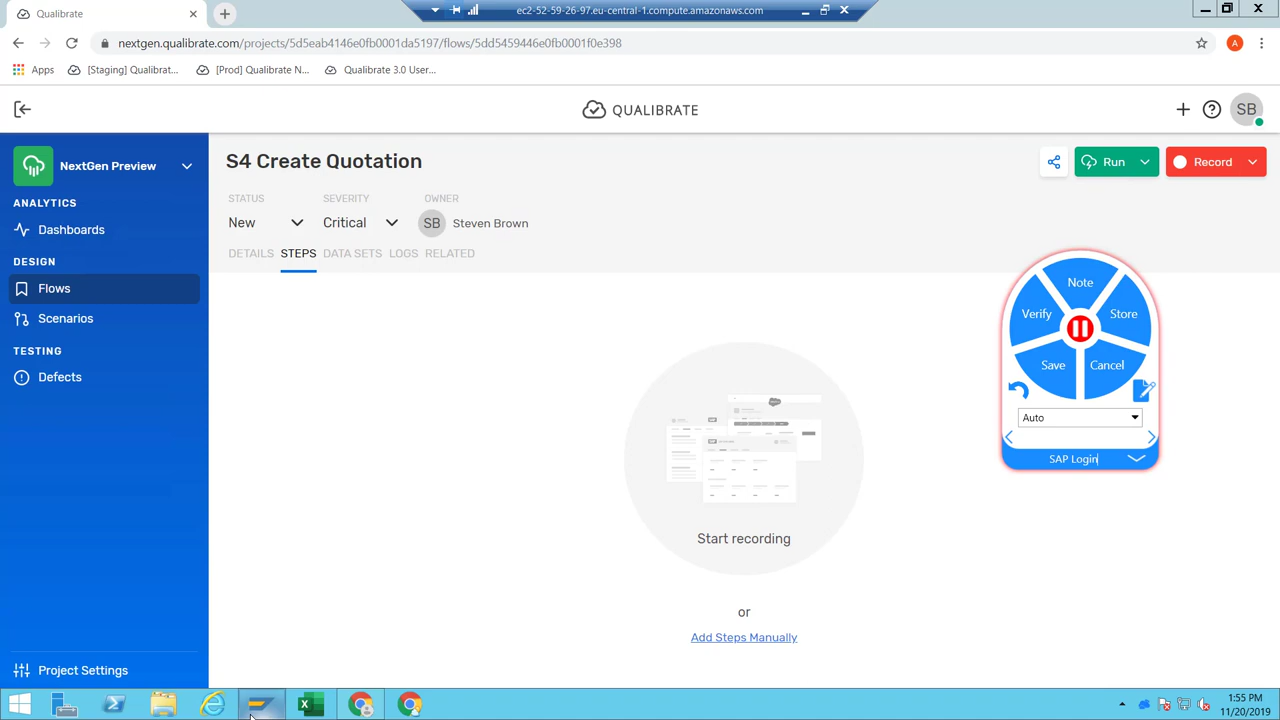 Qualibrate
ec2-52-59-26-97.eu-central-1.compute.amazonaws.com
nextgen.qualibrate.com/projects/5d5eab4146e0fb0001da5197/flows/5dd5459446e0fb0001f0e398
A
Apps
[Staging] Qualibrat...
[Prod] Qualibrate N...
Qualibrate 3.0 User...
QUALIBRATE
SB
NextGen Preview
S4 Create Quotation
Run
Record
ANALYTICS
Dashboards
STATUS
SEVERITY
OWNER
New
Critical
SB
Steven Brown
DESIGN
Flows
DETAILS
STEPS
DATA SETS
LOGS
RELATED
Scenarios
TESTING
Defects
Note
Verify
Store
Save
Cancel
Auto
SAP Login
Start recording
or
Add Steps Manually
Project Settings
1:55 PM
11/20/2019